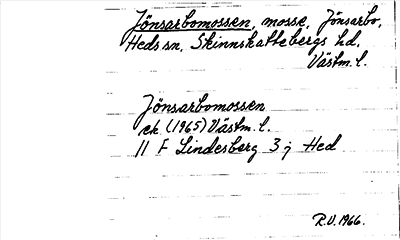 Jönsarbomossen, mosse, Jönsarbo,
Heds sn, Skinnskattebergs hd,
Västm. l.
Jönsarbomossen
ek. (1965) Västm. l.
11 F Lindesberg 3 j Hed
R.U. 1966.